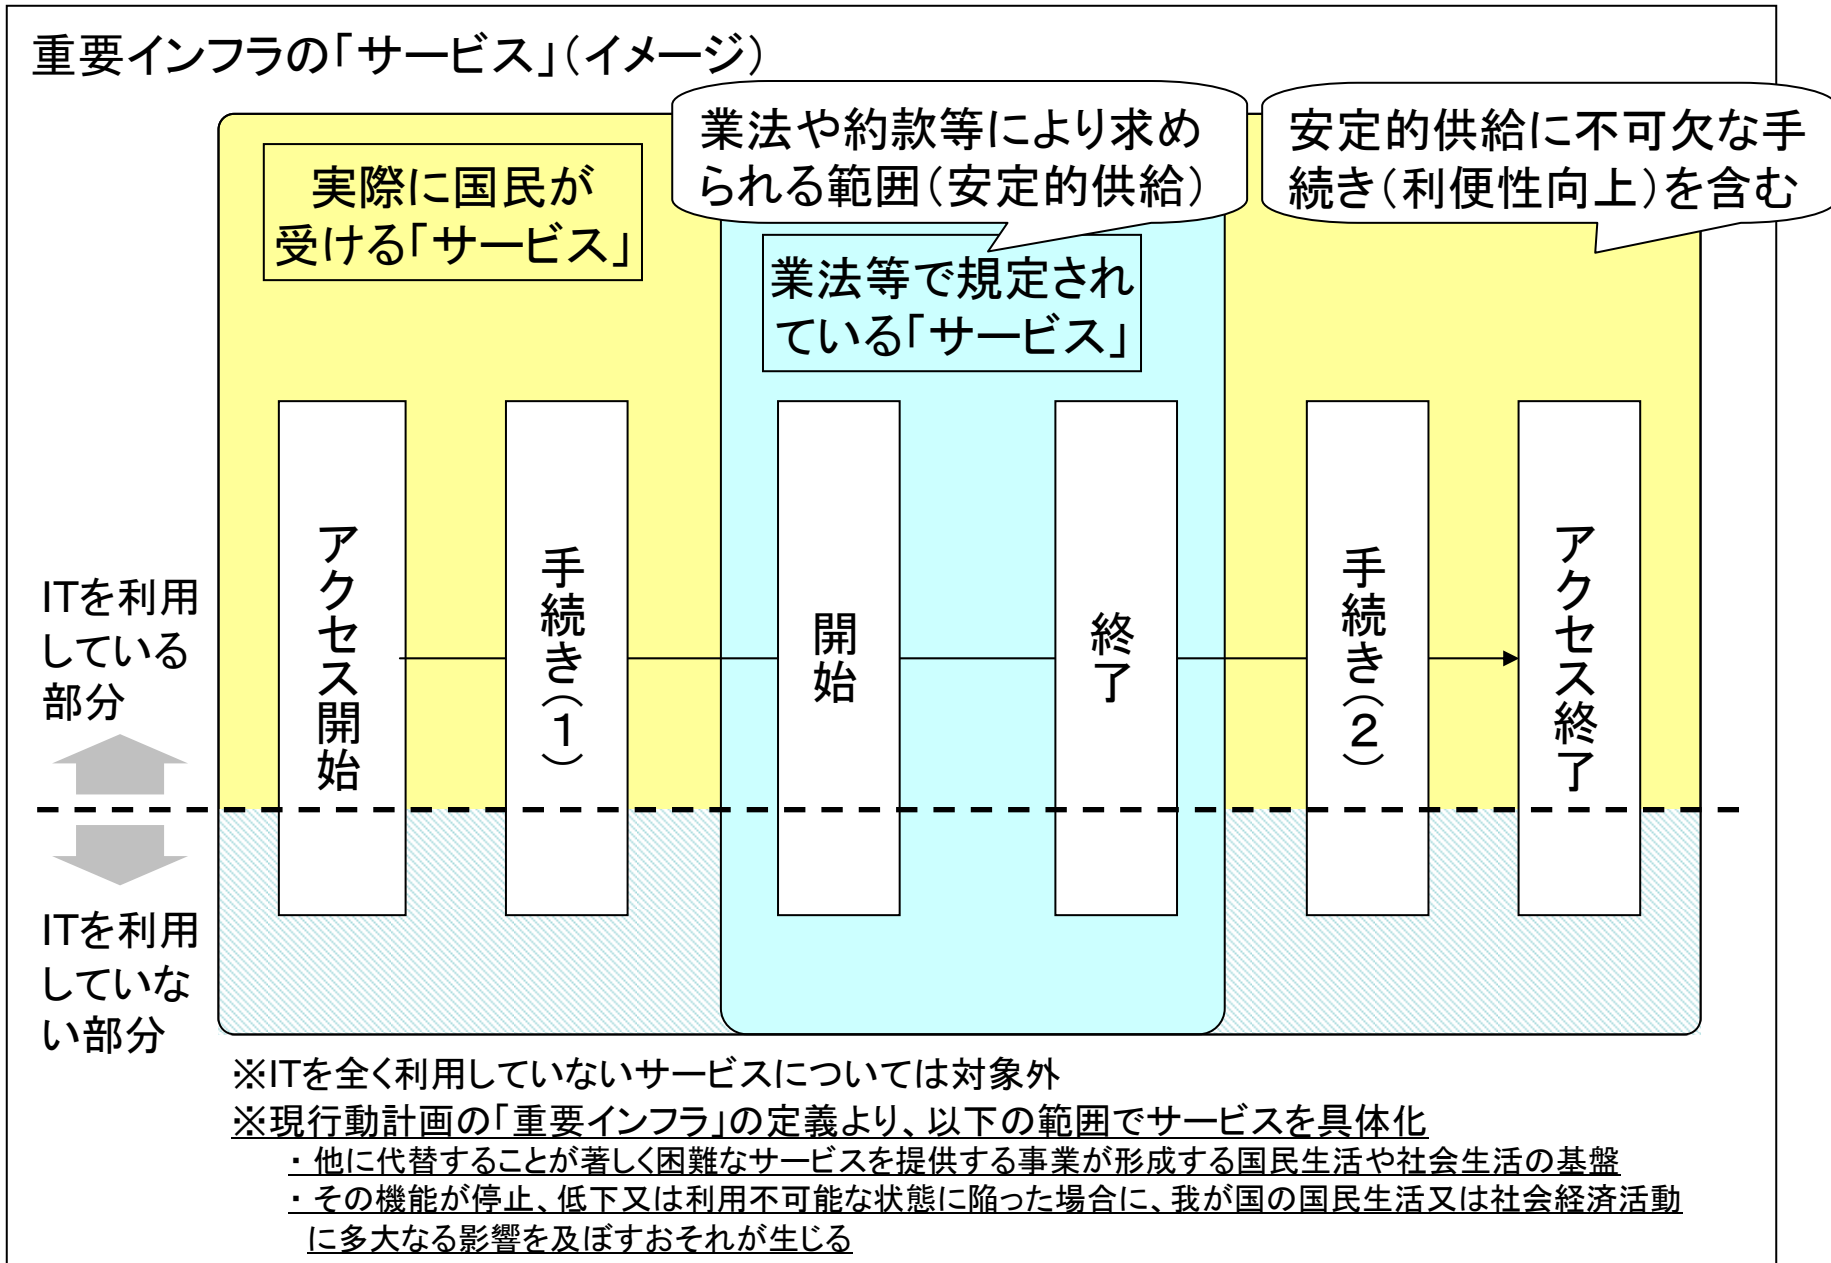 重要インフラの「サービス」（イメージ）
業法や約款等により求め
られる範囲（安定的供給）
安定的供給に不可欠な手
続き（利便性向上）を含む
実際に国民が
受ける「サービス」
業法等で規定され
ている「サービス」
アクセス開始
手続き（１）
開始
終了
手続き（２）
アクセス終了
ITを利用
している
部分
ITを利用
していな
い部分
※ITを全く利用していないサービスについては対象外
※現行動計画の「重要インフラ」の定義より、以下の範囲でサービスを具体化
・ 他に代替することが著しく困難なサービスを提供する事業が形成する国民生活や社会生活の基盤
・ その機能が停止、低下又は利用不可能な状態に陥った場合に、我が国の国民生活又は社会経済活動
に多大なる影響を及ぼすおそれが生じる